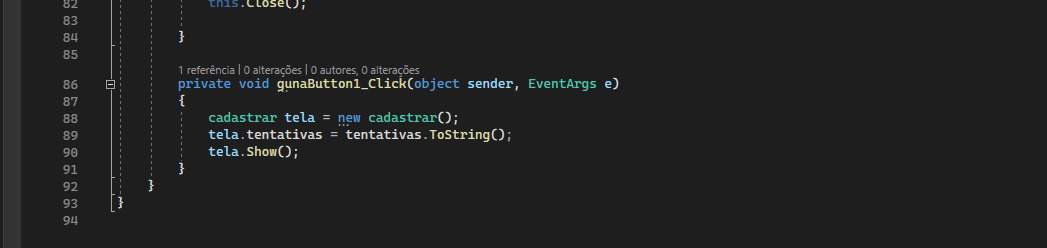 82 this.Close();
83
84 }
85
1 referência | 0 alterações | 0 autores, 0 alterações
86 private void gunaButton1_Click(object sender, EventArgs e)
87 {
88 cadastrar tela = new cadastrar();
89 tela.tentativas = tentativas.ToString();
90 tela.Show();
91 }
92 }
93 }
94